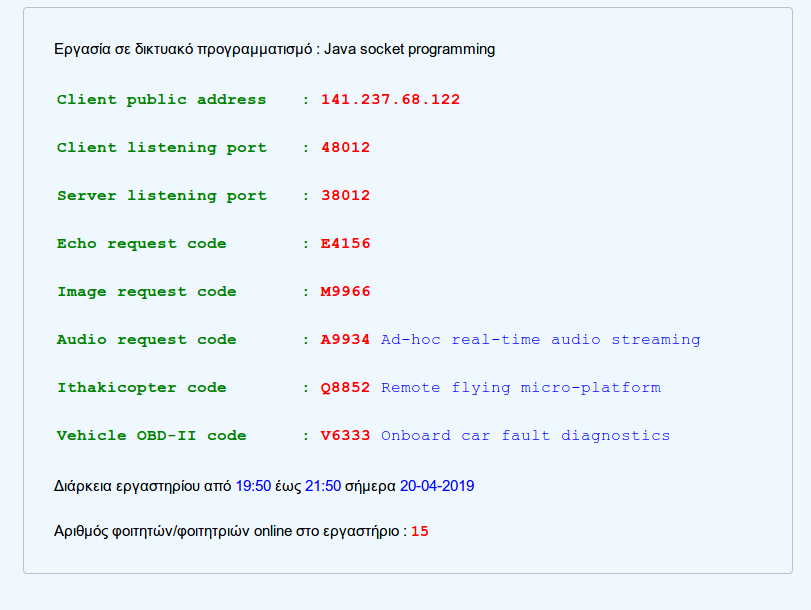 Εργασία σε δικτυακό προγραμματισμό : Java socket programming
Client public address : 141.237.68.122
Client listening port : 48012
Server listening port : 38012
Echo request code : E4156
Image request code : M9966
Audio request code : A9934 Ad-hoc real-time audio streaming
Ithakicopter code : Q8852 Remote flying micro-platform
Vehicle OBD-II code : V6333 Onboard car fault diagnostics
Διάρκεια εργαστηρίου από 19:50 έως 21:50 σήμερα 20-04-2019
Αριθμός φοιτητών/φοιτητριών online στο εργαστήριο : 15